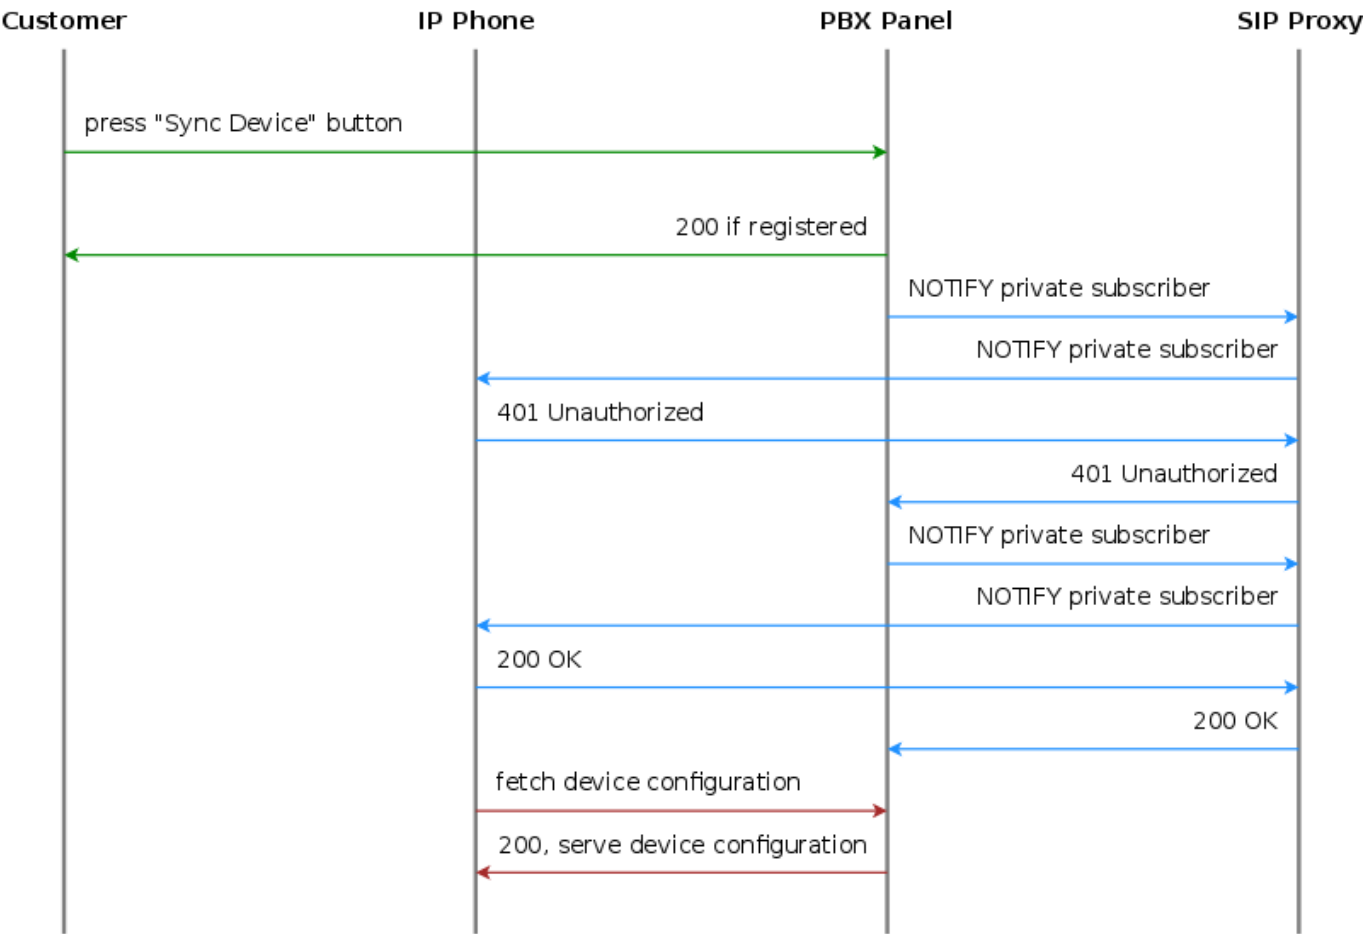 Customer IP Phone PBX Panel SIP Proxy
press "Sync Device" button
200 if registered
NOTIFY private subscriber
NOTIFY private subscriber
401 Unauthorized
401 Unauthorized
NOTIFY private subscriber
NOTIFY private subscriber
200 OK
200 OK
fetch device configuration
200, serve device configuration